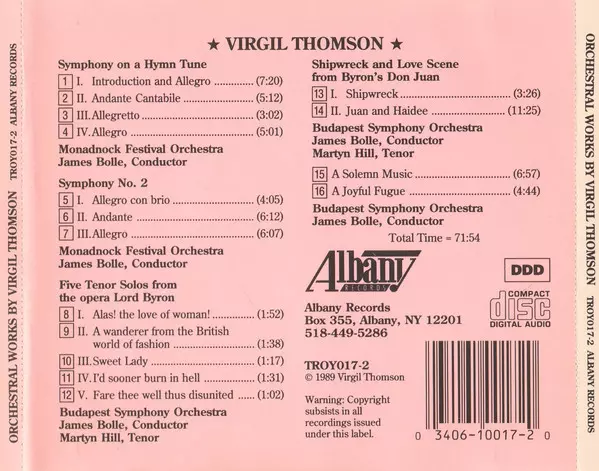 ORCHESTRAL WORKS BY VIRGIL THOMSON TROY017-2 ALBANY RECORDS
★ VIRGIL THOMSON ★
Symphony on a Hymn Tune
1 I. Introduction and Allegro .............. (7:20)
2 II. Andante Cantabile ........................ (5:12)
3 III. Allegretto .................................... (3:02)
4 IV. Allegro ......................................... (5:01)
Monadnock Festival Orchestra
James Bolle, Conductor
Symphony No. 2
5 I. Allegro con brio ........................... (4:05)
6 II. Andante ........................................ (6:12)
7 III. Allegro ......................................... (6:07)
Monadnock Festival Orchestra
James Bolle, Conductor
Five Tenor Solos from
the opera Lord Byron
8 I. Alas! the love of woman! ............... (1:52)
9 II. A wanderer from the British
world of fashion ........................ (1:38)
10 III. Sweet Lady ................................ (1:17)
11 IV. I'd sooner burn in hell ................ (1:31)
12 V. Fare thee well thus disunited ...... (1:02)
Budapest Symphony Orchestra
James Bolle, Conductor
Martyn Hill, Tenor
Shipwreck and Love Scene
from Byron's Don Juan
13 I. Shipwreck .................................... (3:26)
14 II. Juan and Haidee ......................... (11:25)
Budapest Symphony Orchestra
James Bolle, Conductor
Martyn Hill, Tenor
15 A Solemn Music ............................... (6:57)
16 A Joyful Fugue ................................. (4:44)
Budapest Symphony Orchestra
James Bolle, Conductor
Total Time = 71:54
Albany
RECORDS
DDD
COMPACT
disc
DIGITAL AUDIO
Albany Records
Box 355, Albany, NY 12201
518-449-5286
TROY017-2
© 1989 Virgil Thomson
Warning: Copyright
subsists in all
recordings issued
under this label.
0 3406-10017-2 0
ORCHESTRAL WORKS BY VIRGIL THOMSON TROY017-2 ALBANY RECORDS